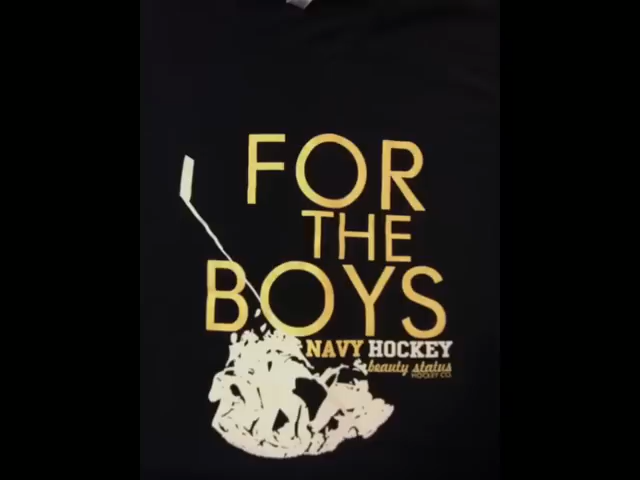 FOR
THE
BOYS
NAVY HOCKEY
beauty status
HOCKEY CO.